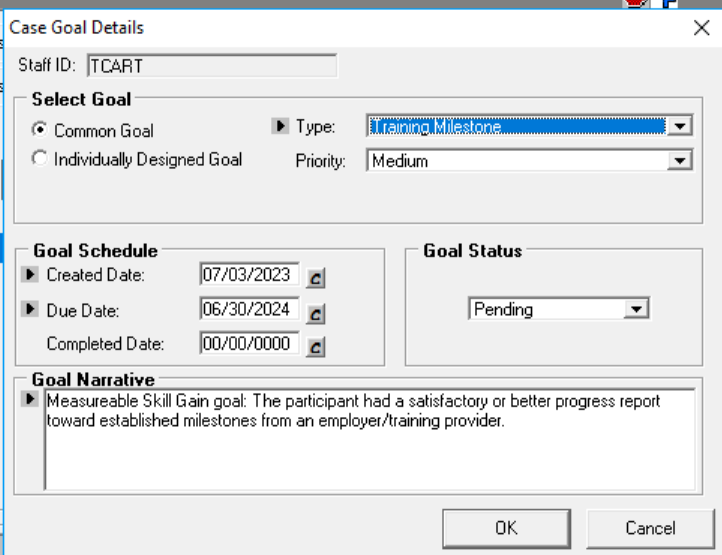 Case Goal Details
Staff ID: TCART
Select Goal
Common Goal
Type: Training Milestone
Individually Designed Goal
Priority: Medium
Goal Schedule
Created Date: 07/03/2023
Due Date: 06/30/2024
Completed Date: 00/00/0000
Goal Status
Pending
Goal Narrative
Measureable Skill Gain goal: The participant had a satisfactory or better progress report
toward established milestones from an employer/training provider.
OK Cancel